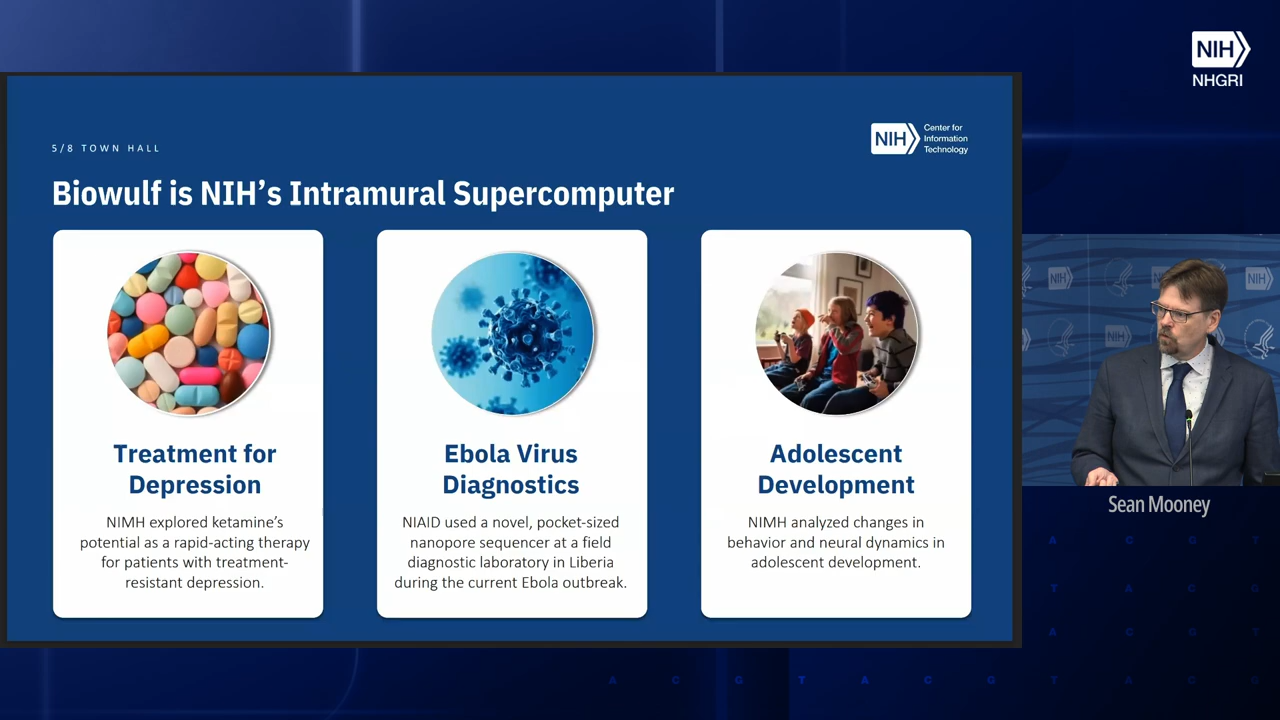 NIH
NHGRI
5/8 TOWN HALL
NIH
Center for
Information
Technology
Biowulf is NIH’s Intramural Supercomputer
Treatment for
Depression
NIMH explored ketamine’s
potential as a rapid-acting therapy
for patients with treatment-
resistant depression.
Ebola Virus
Diagnostics
NIAID used a novel, pocket-sized
nanopore sequencer at a field
diagnostic laboratory in Liberia
during the current Ebola outbreak.
Adolescent
Development
NIMH analyzed changes in
behavior and neural dynamics in
adolescent development.
NIH
NIH
NIH
Sean Mooney
A C G T
T A C G
A C G T
A C G T A C G T A C G